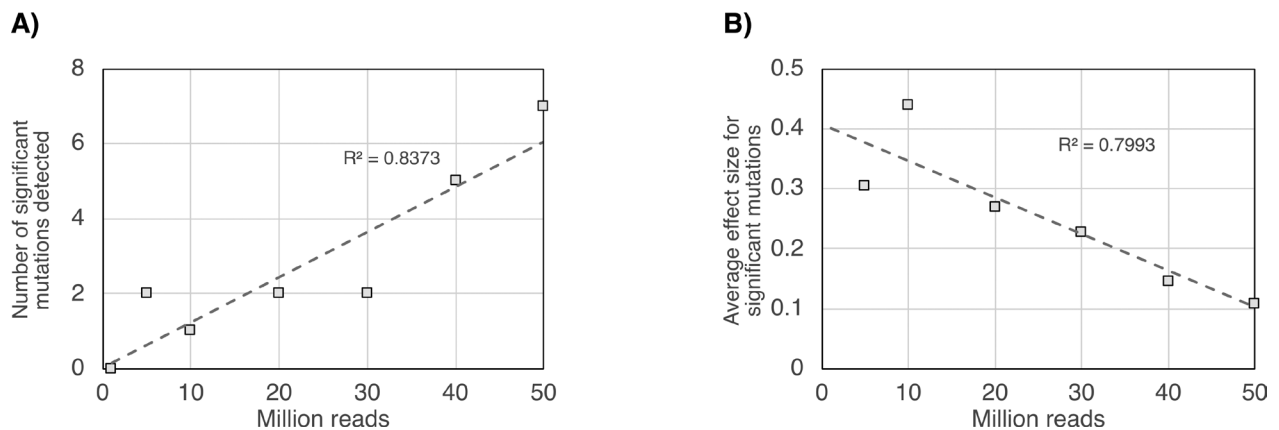 A)
Number of significant
mutations detected
8
6
4
2
0
R² = 0.8373
0 10 20 30 40 50
Million reads
B)
Average effect size for
significant mutations
0.5
0.4
0.3
0.2
0.1
0
R² = 0.7993
0 10 20 30 40 50
Million reads